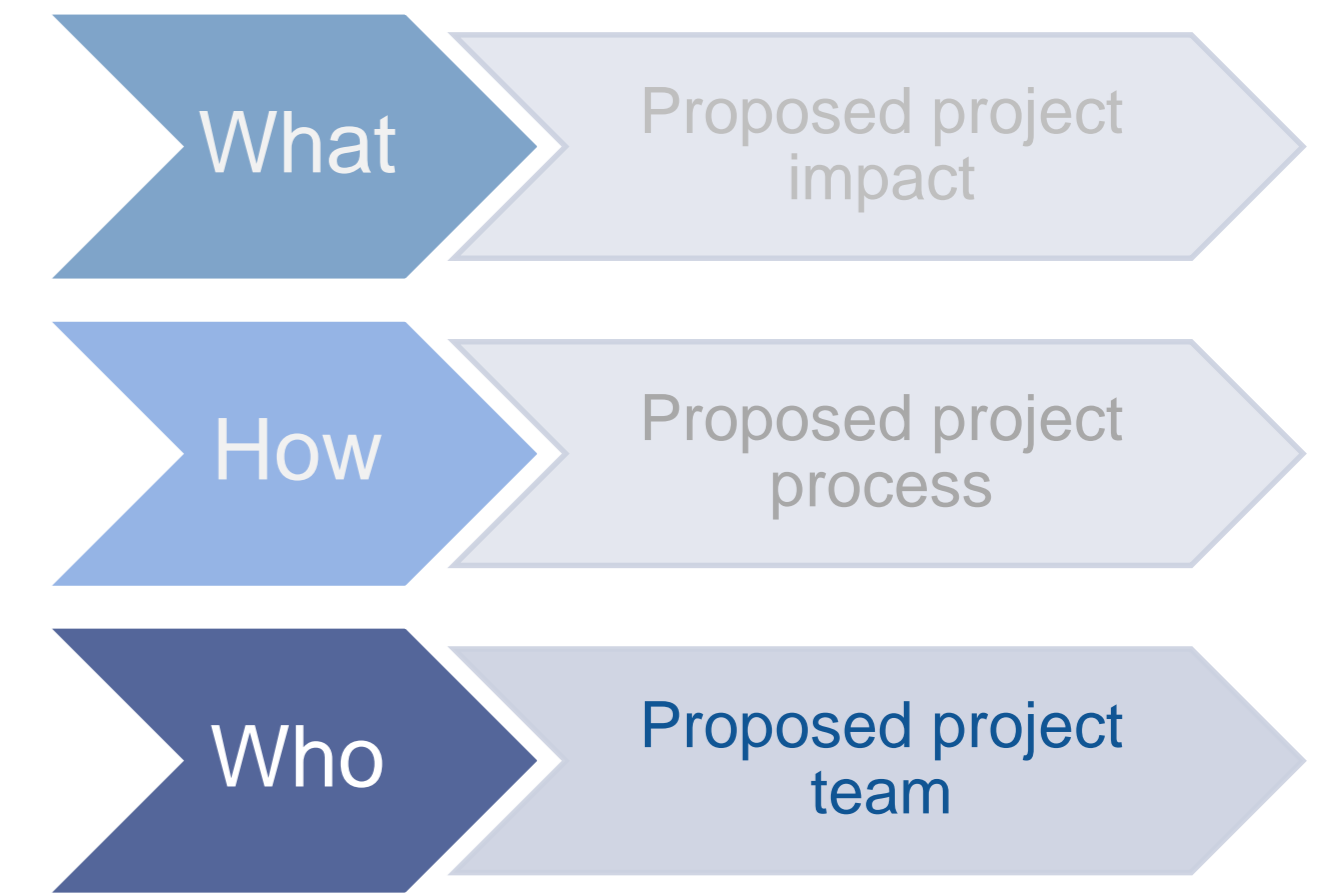 What
Proposed project
impact
How
Proposed project
process
Who
Proposed project
team